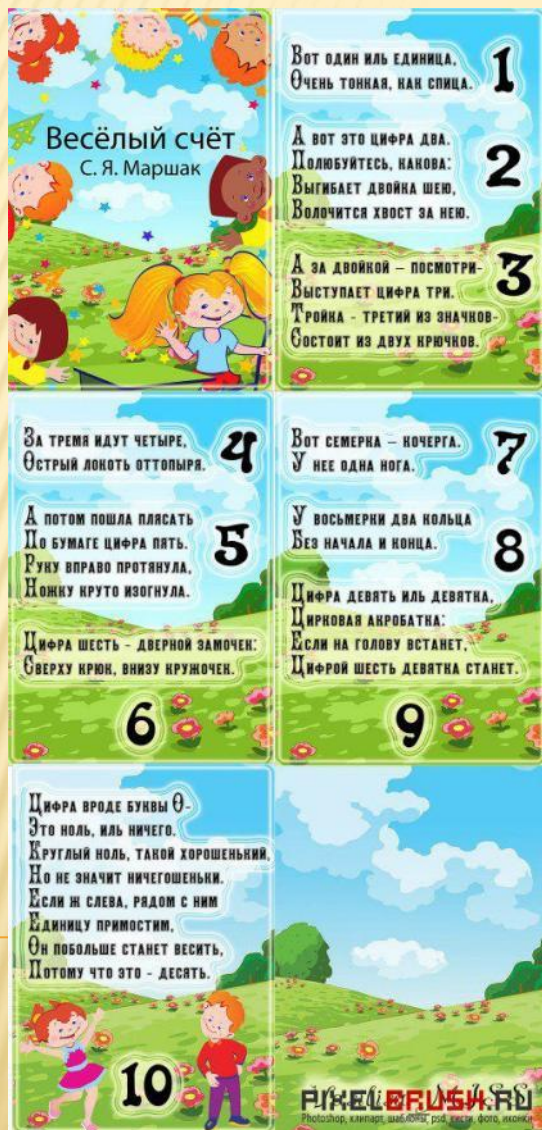 Весёлый счёт
С. Я. Маршак
Вот один иль единица,
Очень тонкая, как спица.
1
А вот это цифра два.
Полюбуйтесь, какова:
Выгибает двойка шею,
Волочится хвост за нею.
2
А за двойкой – посмотри-
Выступает цифра три.
Тройка - третий из значков-
Состоит из двух крючков.
3
За тремя идут четыре,
Острый локоть оттопыря.
4
А потом пошла плясать
По бумаге цифра пять.
Руку вправо протянула,
Ножку круто изогнула.
5
Цифра шесть - дверной замочек:
Сверху крюк, внизу кружочек.
6
Вот семерка – кочерга.
У нее одна нога.
7
У восьмерки два кольца
Без начала и конца.
8
Цифра девять иль девятка,
Цирковая акробатка:
Если на голову встанет,
Цифрой шесть девятка станет.
9
Цифра вроде буквы О-
Это ноль, иль ничего.
Круглый ноль, такой хорошенький,
Но не значит ничегошеньки.
Если ж слева, рядом с ним
Единицу примостим,
Он побольше станет весить,
Потому что это - десять.
10
PIXELBRUSH.RU
Photoshop, клипарт, шаблоны, psd, кисти, фото, иконки